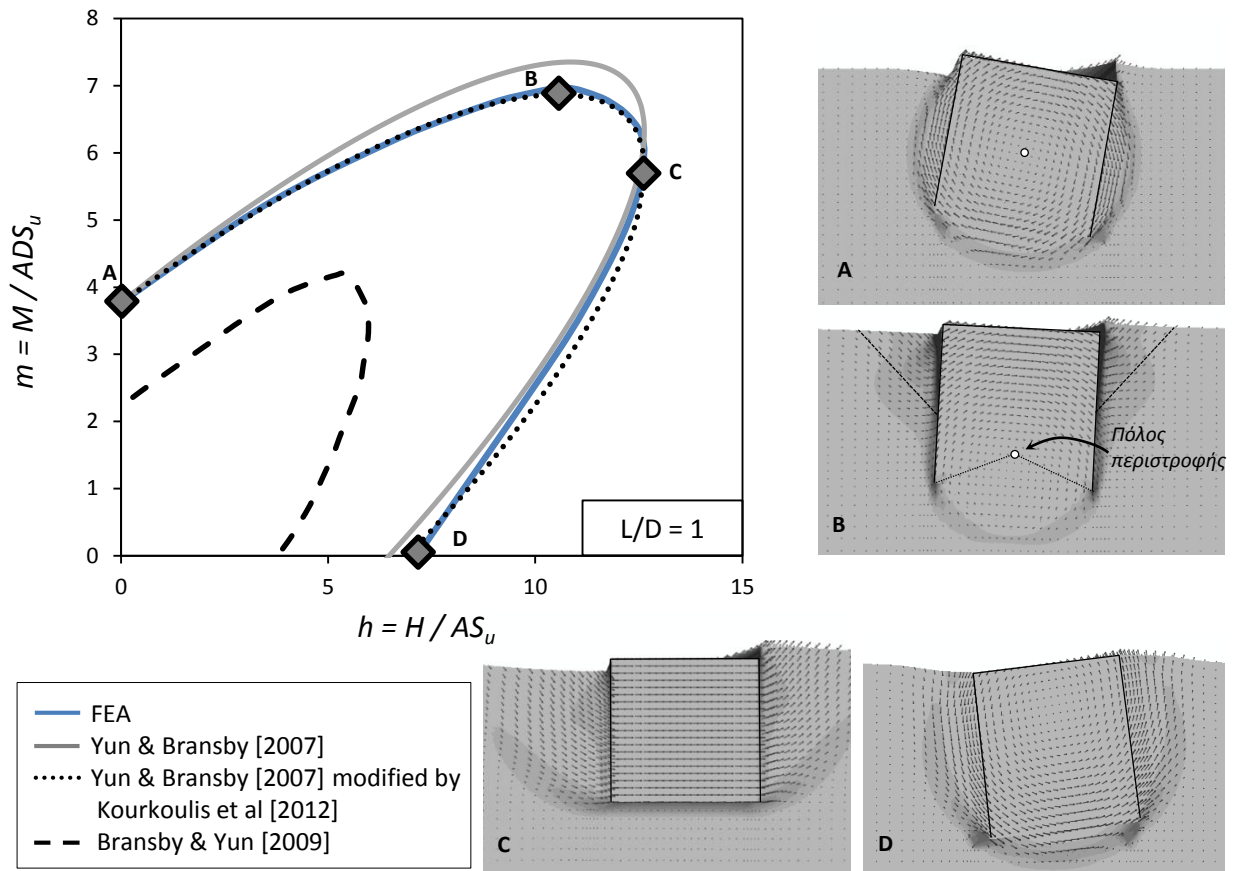 8
7
6
5
4
3
2
1
0
m = M / ADSu
0
5
10
15
h = H / ASu
A
B
C
D
L/D = 1
A
Πόλος
περιστροφής
B
C
D
FEA
Yun & Bransby [2007]
Yun & Bransby [2007] modified by
Kourkoulis et al [2012]
Bransby & Yun [2009]